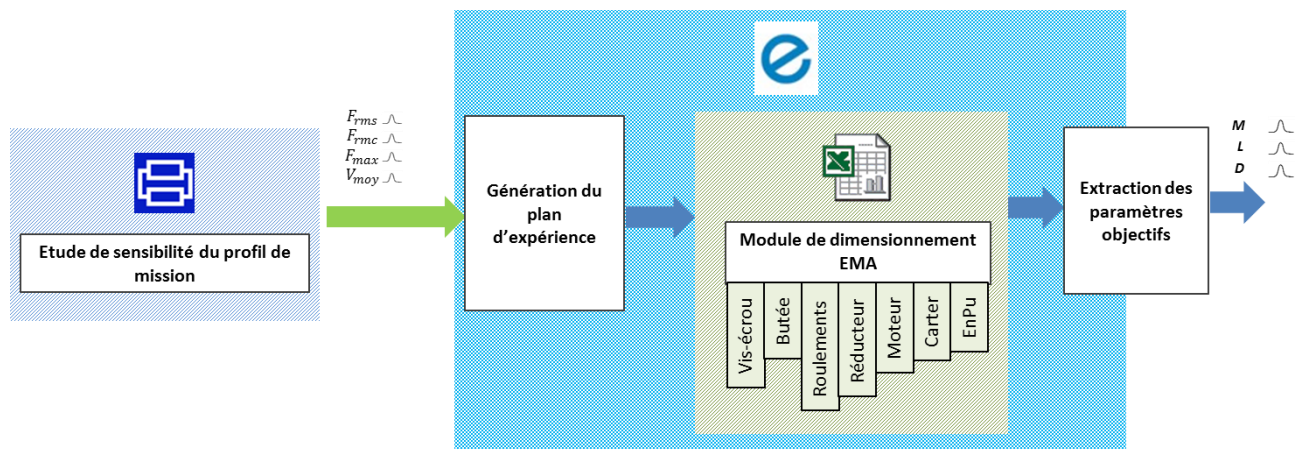 Etude de sensibilité du profil de
mission
F_rms
F_rmc
F_max
V_moy
Génération du
plan
d'expérience
Module de dimensionnement
EMA
Vis-écrou
Butée
Roulements
Réducteur
Moteur
Carter
EnPu
Extraction des
paramètres
objectifs
M
L
D